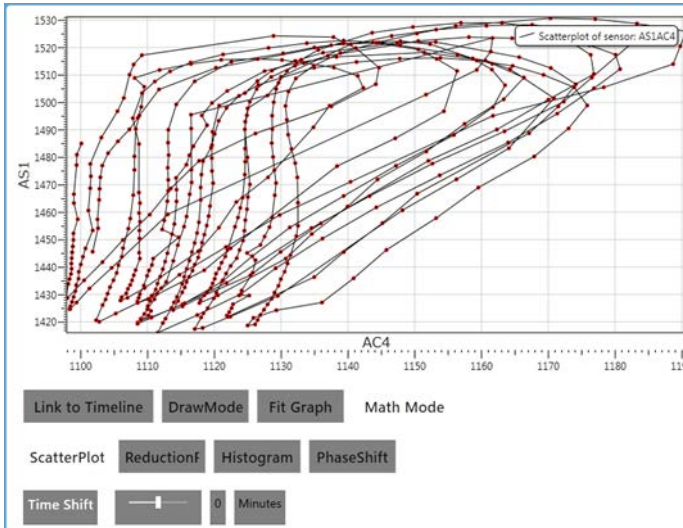 1530
Scatterplot of sensor: AS1AC4
1520
1510
1500
1490
AS1
1480
1470
1460
1450
1440
1430
1420
AC4
1100 1110 1120 1130 1140 1150 1160 1170 1180 119
Link to Timeline DrawMode Fit Graph Math Mode
ScatterPlot ReductionF Histogram PhaseShift
Time Shift 0 Minutes